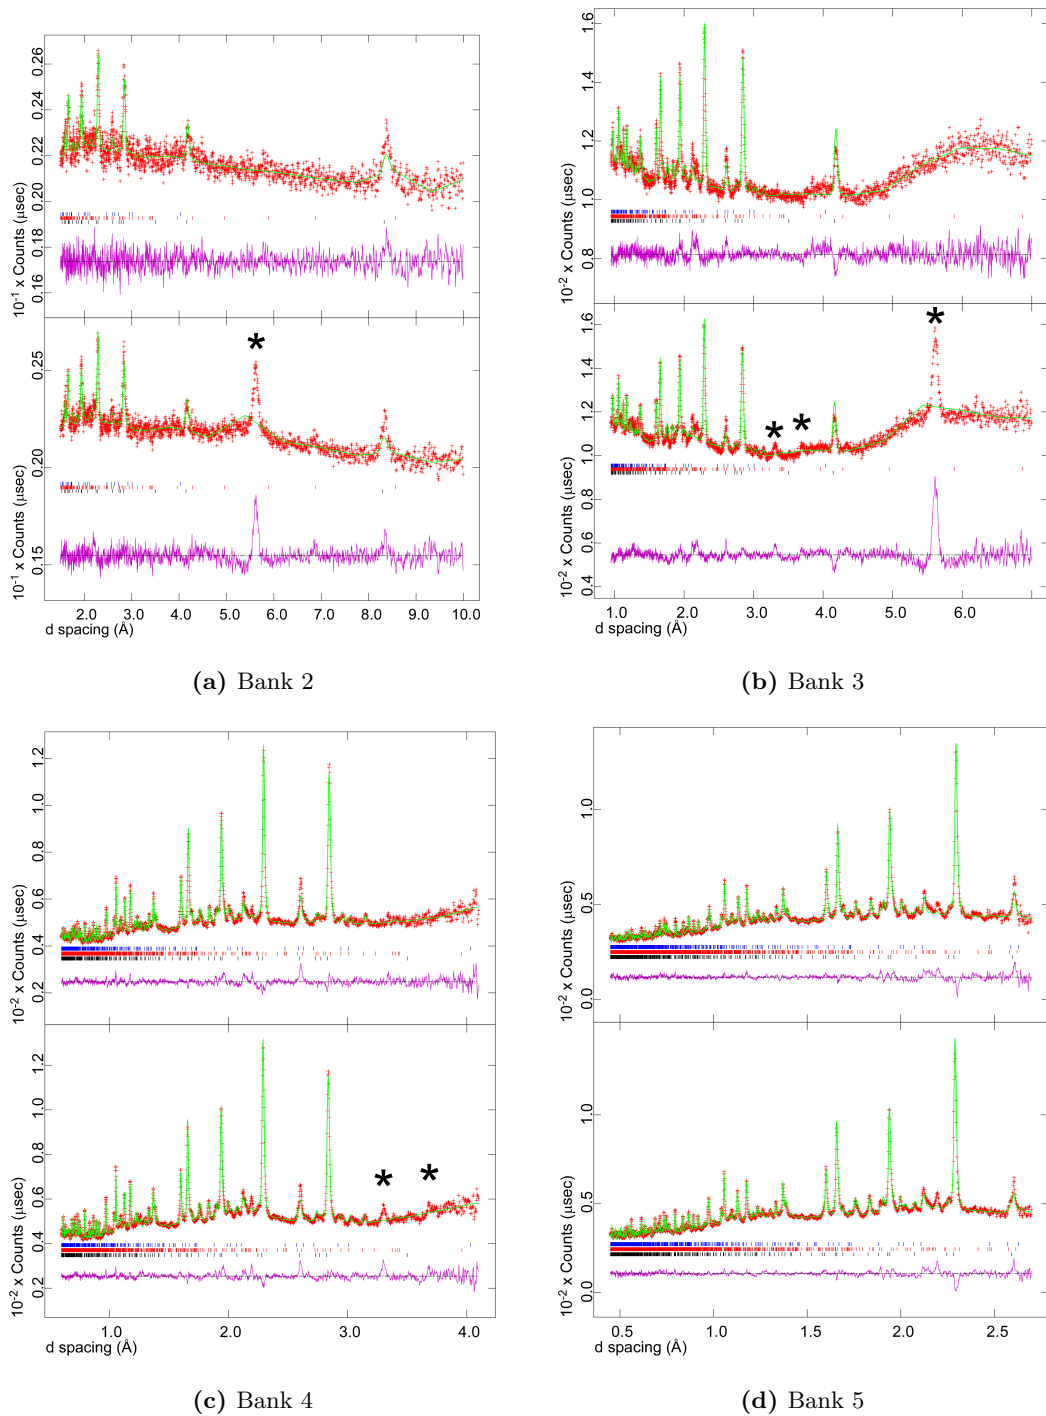 0.26
0.24
0.22
0.20
0.18
0.16
10⁻¹ x Counts (μsec)
0.25
0.20
0.15
10⁻¹ x Counts (μsec)
*
2.0 3.0 4.0 5.0 6.0 7.0 8.0 9.0 10.0
d spacing (Å)
(a) Bank 2
1.6
1.4
1.2
1.0
0.8
10⁻² x Counts (μsec)
1.6
1.4
1.2
1.0
0.8
0.6
0.4
10⁻² x Counts (μsec)
* * *
1.0 2.0 3.0 4.0 5.0 6.0
d spacing (Å)
(b) Bank 3
1.2
1.0
0.8
0.6
0.4
0.2
10⁻² x Counts (μsec)
1.2
1.0
0.8
0.6
0.4
0.2
10⁻² x Counts (μsec)
* *
1.0 2.0 3.0 4.0
d spacing (Å)
(c) Bank 4
1.0
0.5
0.0
10⁻² x Counts (μsec)
1.0
0.5
0.0
10⁻² x Counts (μsec)
0.5 1.0 1.5 2.0 2.5
d spacing (Å)
(d) Bank 5